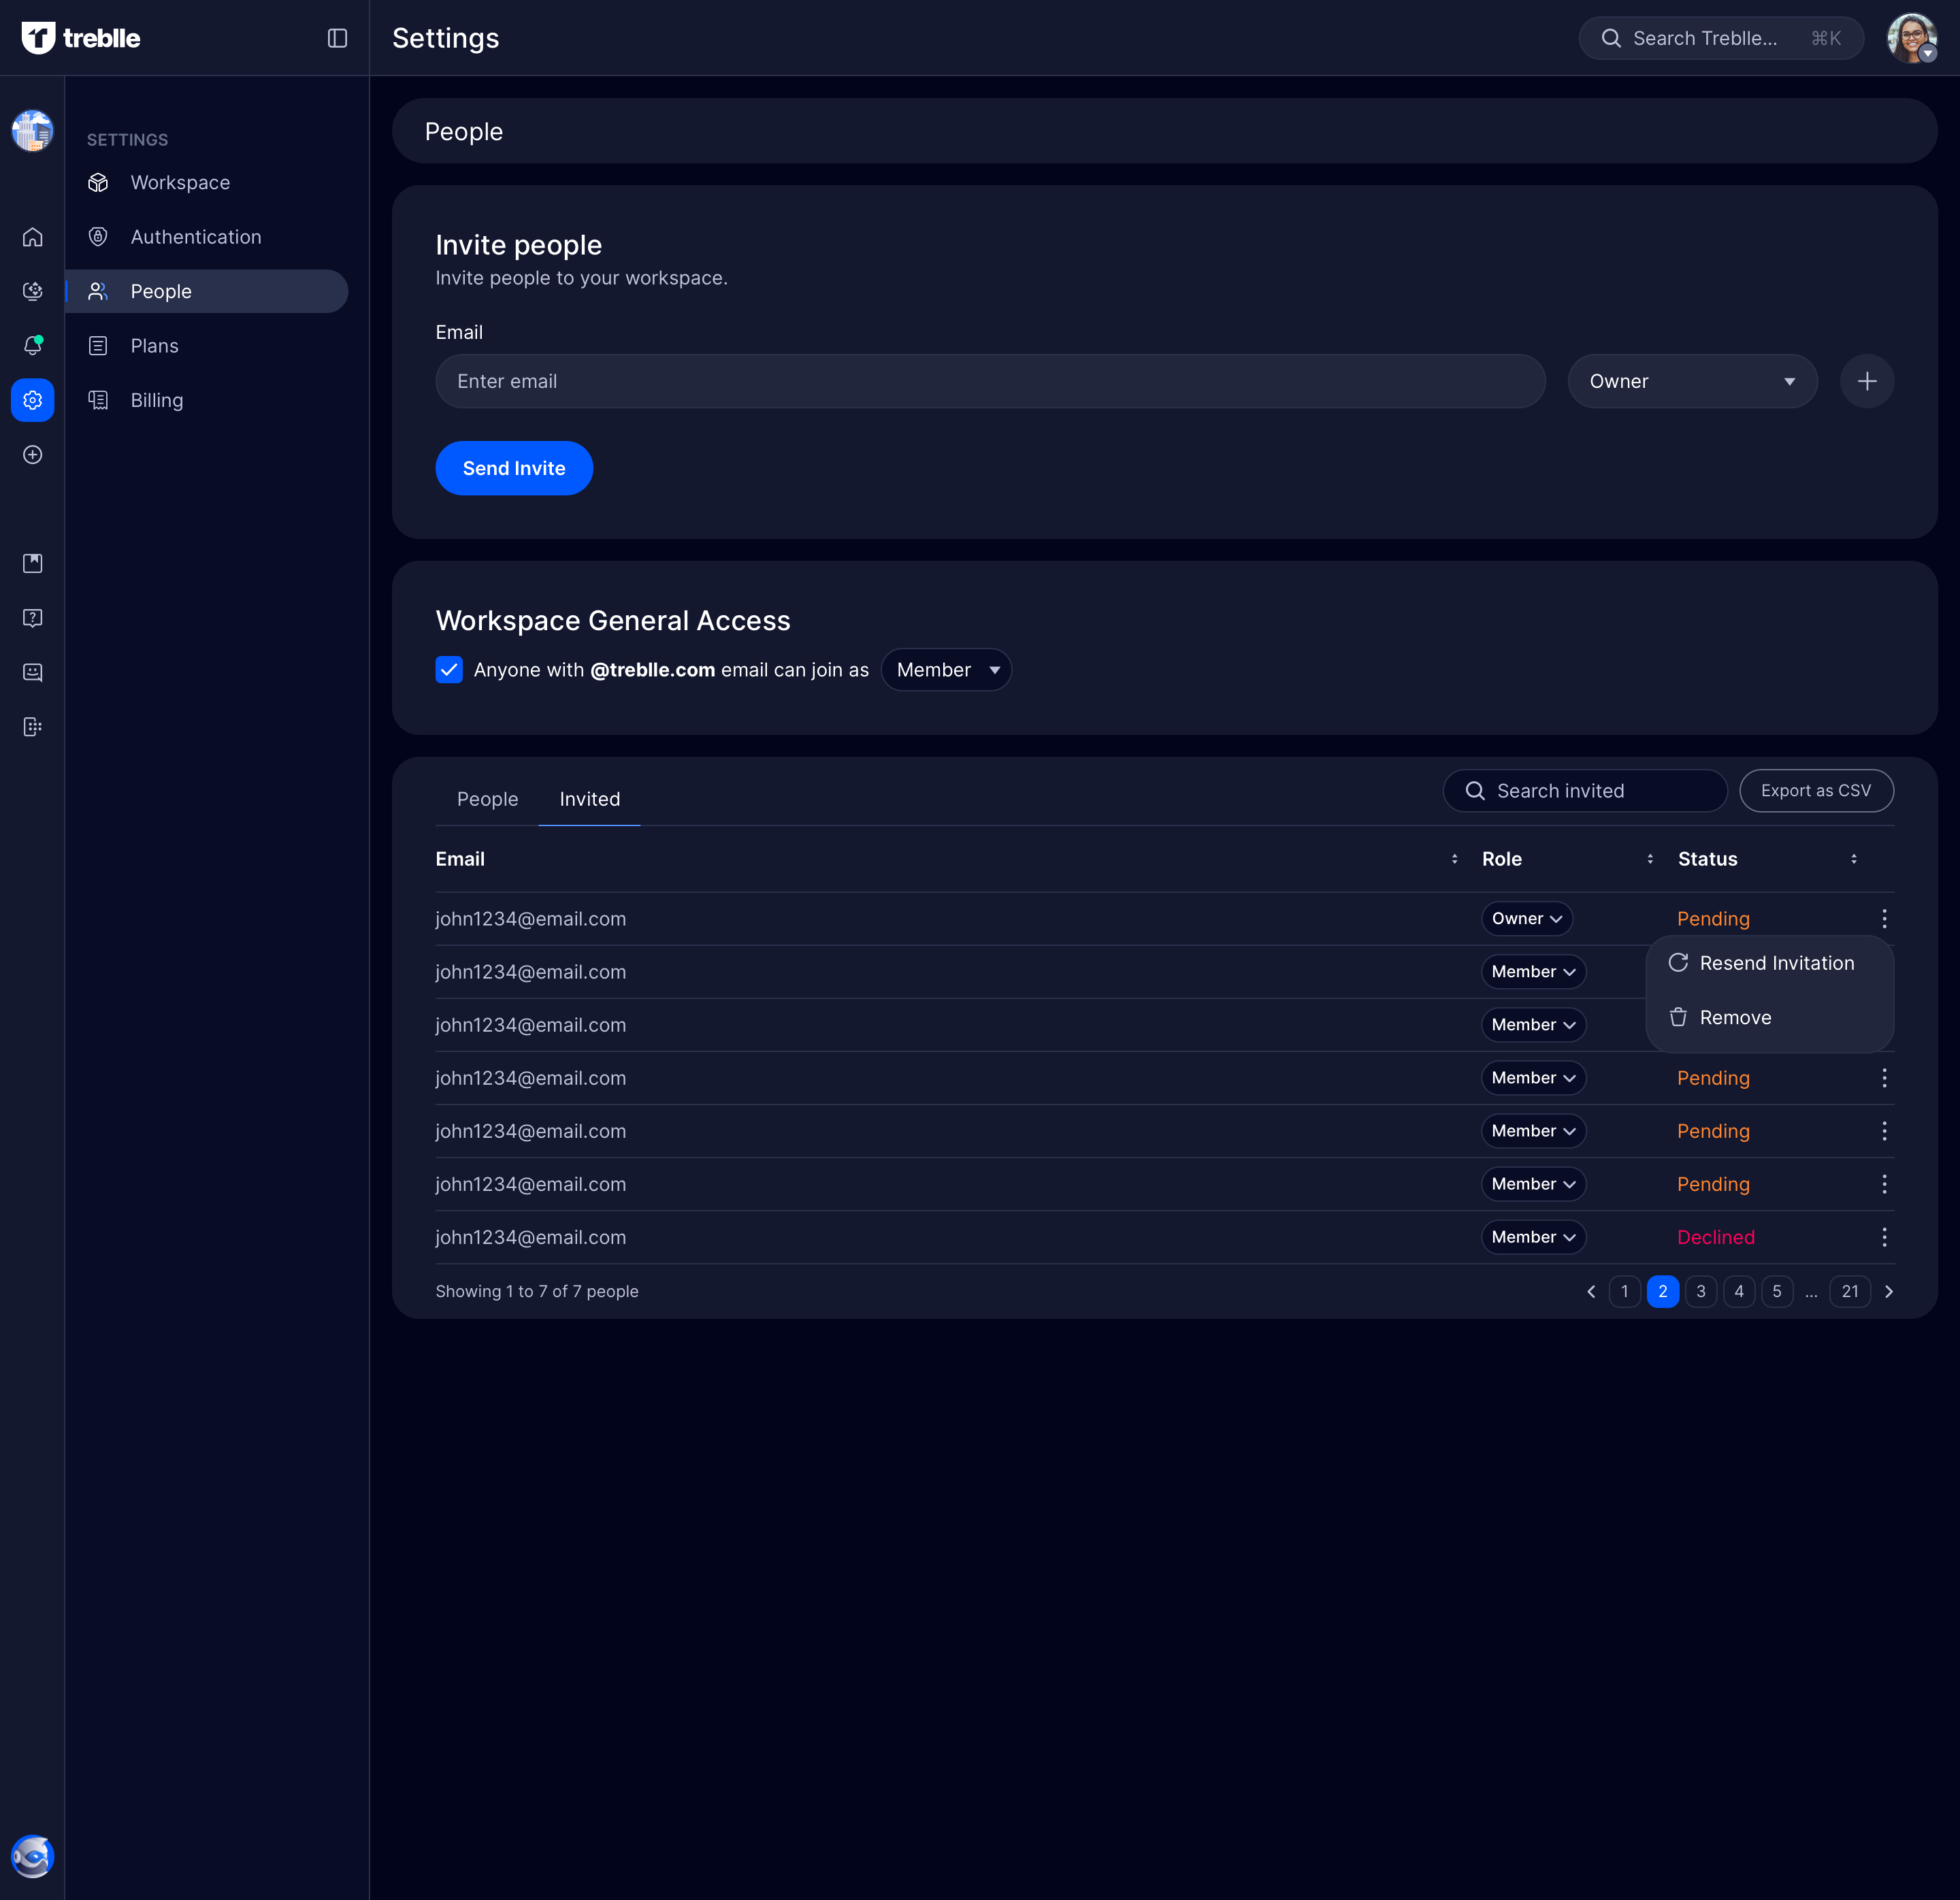 treblle
Settings
Search Treblle... ⌘K
SETTINGS
Workspace
Authentication
People
Plans
Billing
People
Invite people
Invite people to your workspace.
Email
Enter email
Owner
Send Invite
Workspace General Access
Anyone with @treblle.com email can join as Member
People Invited
Search invited
Export as CSV
Email Role Status
john1234@email.com Owner Pending
Resend Invitation
Remove
john1234@email.com Member
john1234@email.com Member
john1234@email.com Member Pending
john1234@email.com Member Pending
john1234@email.com Member Pending
john1234@email.com Member Declined
Showing 1 to 7 of 7 people
1 2 3 4 5 ... 21